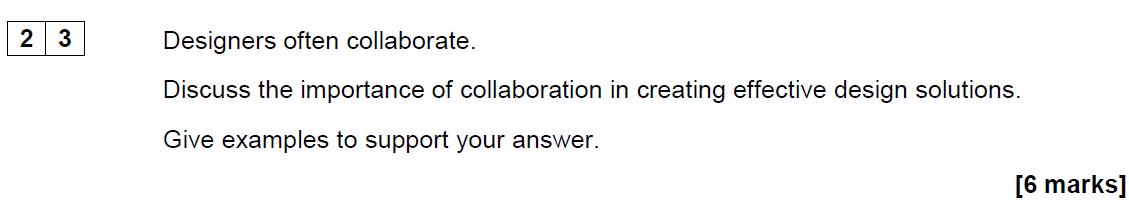 2 3 Designers often collaborate.
Discuss the importance of collaboration in creating effective design solutions.
Give examples to support your answer.
[6 marks]